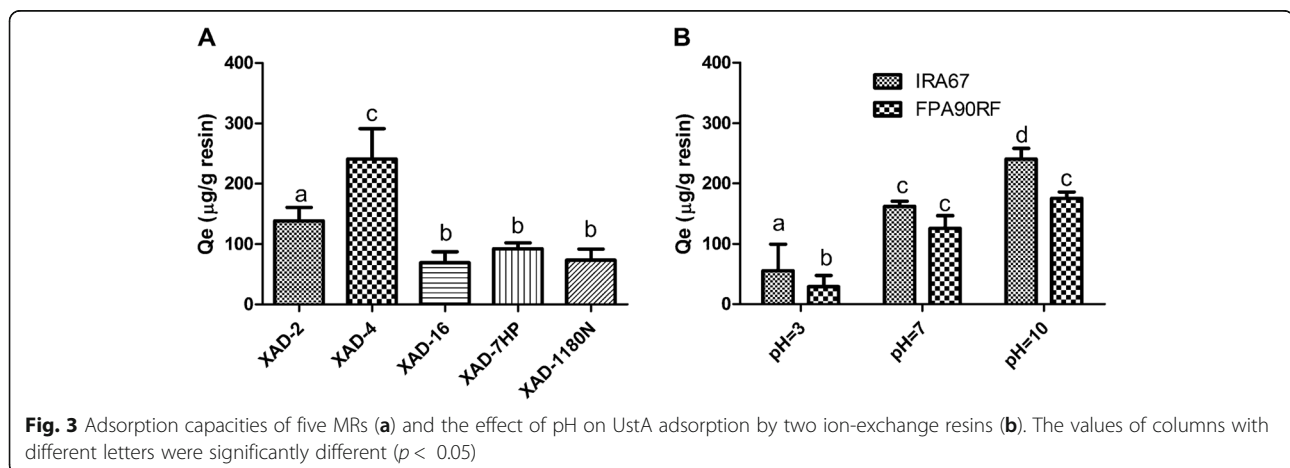 A
400
300
200
100
0
Qe (µg/g resin)
a
c
b
b
b
XAD-2
XAD-4
XAD-16
XAD-7HP
XAD-1180N
B
400
300
200
100
0
Qe (µg/g resin)
IRA67
FPA90RF
a
b
c
c
d
c
pH=3
pH=7
pH=10
Fig. 3 Adsorption capacities of five MRs (a) and the effect of pH on UstA adsorption by two ion-exchange resins (b). The values of columns with
different letters were significantly different (p < 0.05)